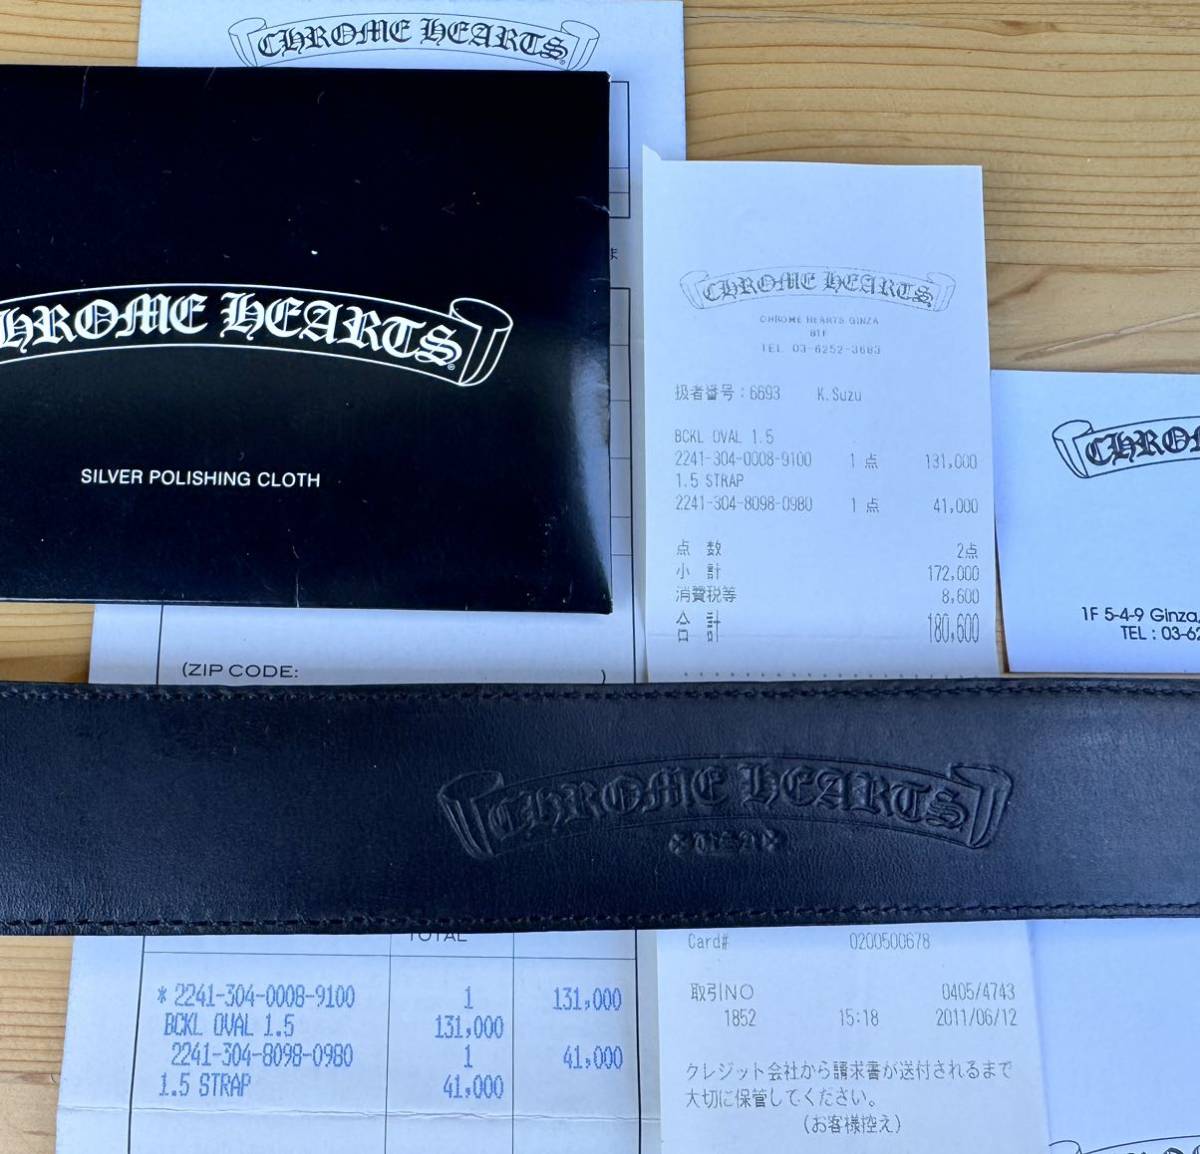 CHROME HEARTS
CHROME HEARTS
SILVER POLISHING CLOTH
ま
(ZIP CODE: )
CHROME HEARTS
CHROME HEARTS GINZA
B1F
TEL 03-6252-3683
扱者番号:6693 K.Suzu
BCKL OVAL 1.5
2241-304-0008-9100 1 点 131,000
1.5 STRAP
2241-304-8098-0980 1 点 41,000
点 数 2点
小 計 172,000
消費税等 8,600
合 計 180,600
1F 5-4-9 Ginza,
TEL : 03-62
CHROME HEARTS
USA
TOTAL
* 2241-304-0008-9100 1 131,000
BCKL OVAL 1.5 131,000
2241-304-8098-0980 1 41,000
1.5 STRAP 41,000
Card# 0200500678
取引NO 0405/4743
1852 15:18 2011/06/12
クレジット会社から請求書が送付されるまで
大切に保管してください。
(お客様控え)